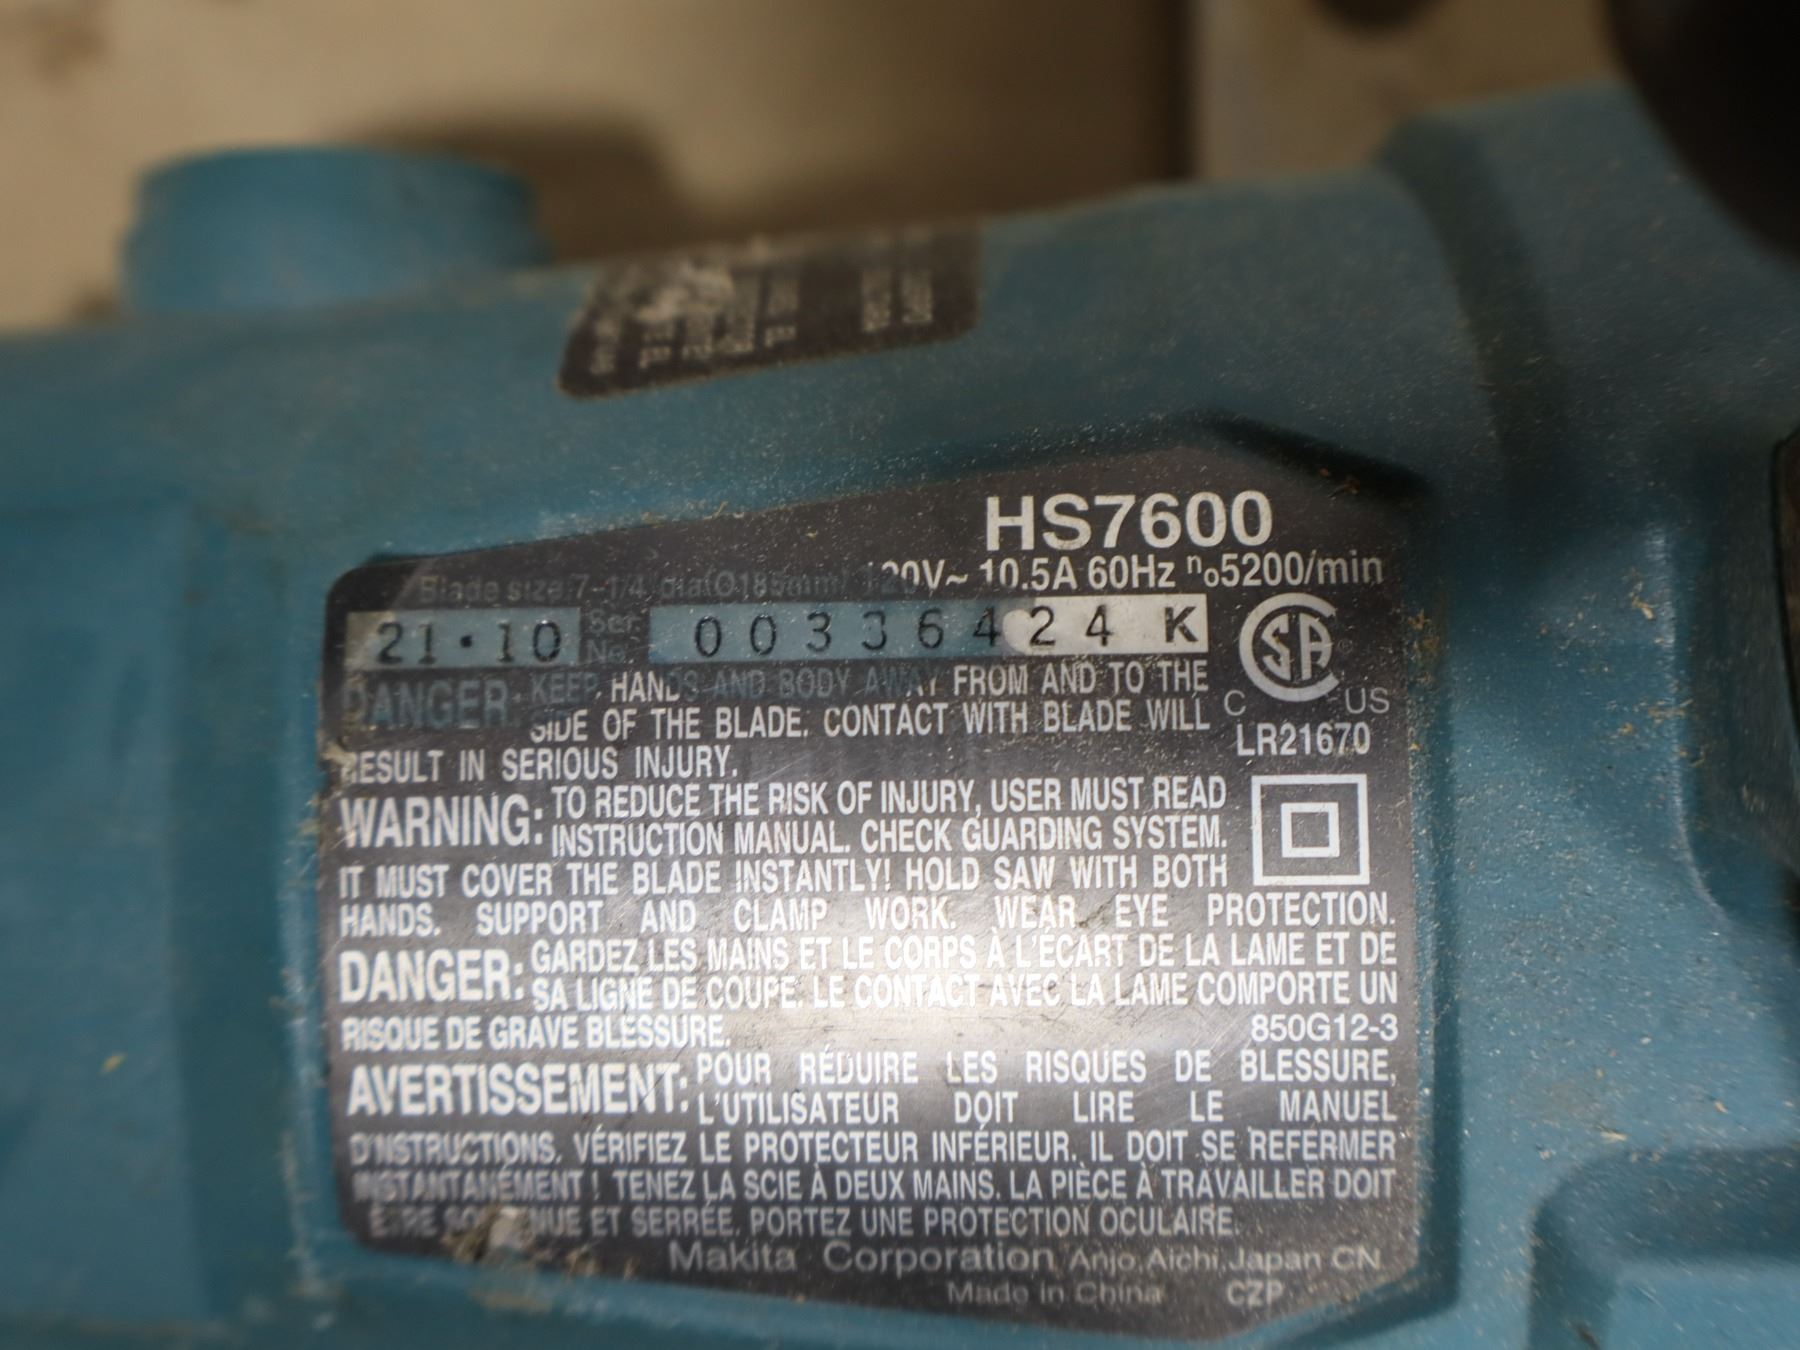 HS7600
Blade size 7-1/4 dia(Ø185mm) 120V~ 10.5A 60Hz no5200/min
21·10 Ser. No. 00336424 K
C SA US
DANGER: KEEP HANDS AND BODY AWAY FROM AND TO THE
SIDE OF THE BLADE. CONTACT WITH BLADE WILL
LR21670
RESULT IN SERIOUS INJURY.
WARNING: TO REDUCE THE RISK OF INJURY, USER MUST READ
INSTRUCTION MANUAL. CHECK GUARDING SYSTEM.
IT MUST COVER THE BLADE INSTANTLY! HOLD SAW WITH BOTH
HANDS. SUPPORT AND CLAMP WORK. WEAR EYE PROTECTION.
DANGER: GARDEZ LES MAINS ET LE CORPS À L'ÉCART DE LA LAME ET DE
SA LIGNE DE COUPE. LE CONTACT AVEC LA LAME COMPORTE UN
RISQUE DE GRAVE BLESSURE. 850G12-3
AVERTISSEMENT: POUR RÉDUIRE LES RISQUES DE BLESSURE,
L'UTILISATEUR DOIT LIRE LE MANUEL
D'INSTRUCTIONS. VÉRIFIEZ LE PROTECTEUR INFÉRIEUR. IL DOIT SE REFERMER
INSTANTANÉMENT ! TENEZ LA SCIE À DEUX MAINS. LA PIÈCE À TRAVAILLER DOIT
ÊTRE SOUTENUE ET SERRÉE. PORTEZ UNE PROTECTION OCULAIRE.
Makita Corporation Anjo, Aichi, Japan CN
Made in China CZP